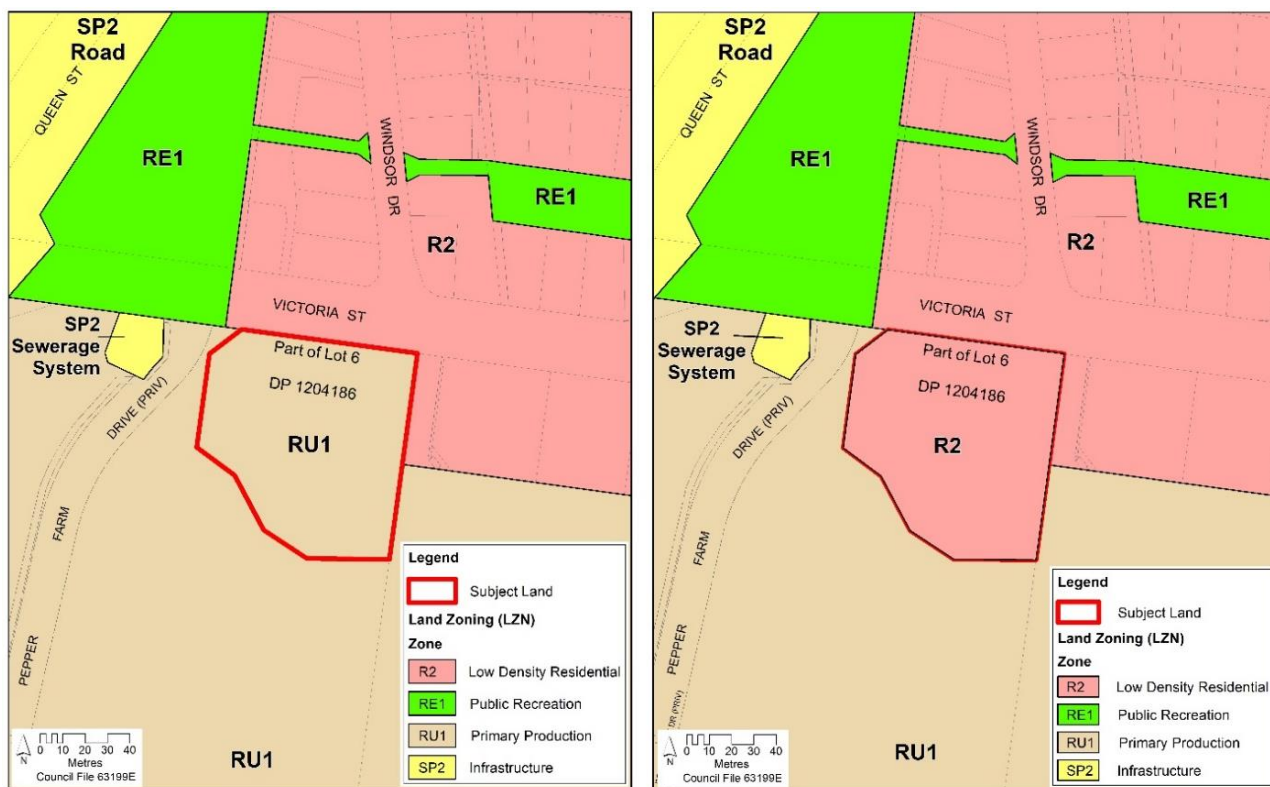 SP2
Road
QUEEN ST
RE1
WINDSOR DR
RE1
R2
VICTORIA ST
SP2
Sewerage
System
Part of Lot 6
DP 1204186
DRIVE (PRIV)
RU1
FARM
PEPPER
RU1
N
0 10 20 30 40
Metres
Council File 63199E
Legend
Subject Land
Land Zoning (LZN)
Zone
R2 Low Density Residential
RE1 Public Recreation
RU1 Primary Production
SP2 Infrastructure
SP2
Road
QUEEN ST
RE1
WINDSOR DR
RE1
R2
VICTORIA ST
SP2
Sewerage
System
Part of Lot 6
DP 1204186
DRIVE (PRIV)
R2
FARM
PEPPER
DR (PRIV)
RU1
N
0 10 20 30 40
Metres
Council File 63199E
Legend
Subject Land
Land Zoning (LZN)
Zone
R2 Low Density Residential
RE1 Public Recreation
RU1 Primary Production
SP2 Infrastructure